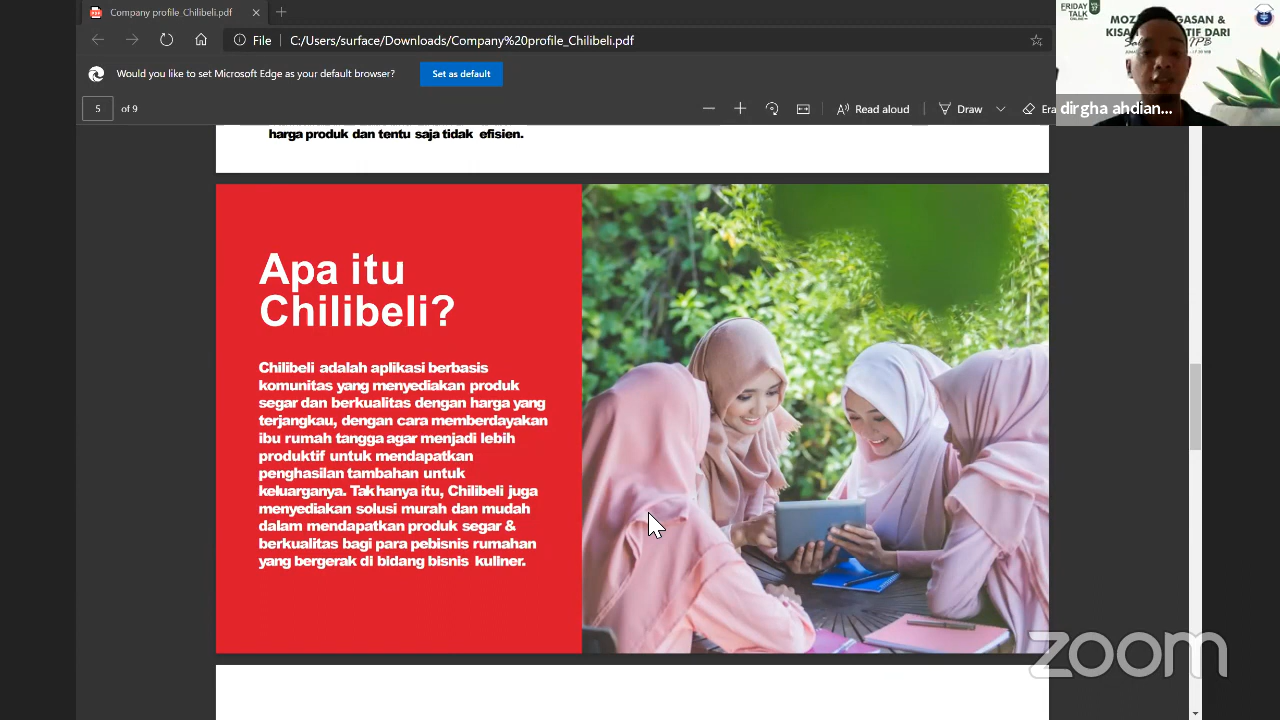 Company profile_Chilibeli.pdf
File C:/Users/surface/Downloads/Company%20profile_Chilibeli.pdf
Would you like to set Microsoft Edge as your default browser? Set as default
5 of 9 Read aloud Draw Era
FRIDAY
TALK
KISAH
dirgha ahdian...
harga produk dan tentu saja tidak efisien.
Apa itu
Chilibeli?
Chilibeli adalah aplikasi berbasis
komunitas yang menyediakan produk
segar dan berkualitas dengan harga yang
terjangkau, dengan cara memberdayakan
ibu rumah tangga agar menjadi lebih
produktif untuk mendapatkan
penghasilan tambahan untuk
keluarganya. Tak hanya itu, Chilibeli juga
menyediakan solusi murah dan mudah
dalam mendapatkan produk segar &
berkualitas bagi para pebisnis rumahan
yang bergerak di bidang bisnis kuliner.
zoom